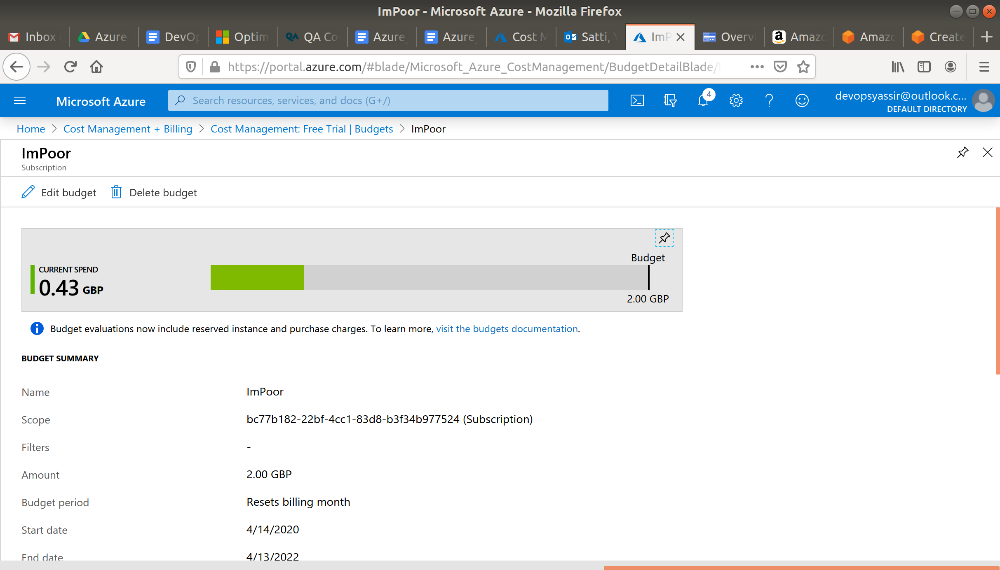 ImPoor - Microsoft Azure - Mozilla Firefox
Inbox
Azure
DevOp
Optim
QA Co
Azure_
Azure_
Cost M
Satti, Y
ImP
Overvi
Amazo
Amazo
Create
https://portal.azure.com/#blade/Microsoft_Azure_CostManagement/BudgetDetailBlade/
Microsoft Azure
Search resources, services, and docs (G+/)
4
devopsyassir@outlook.c...
DEFAULT DIRECTORY
Home > Cost Management + Billing > Cost Management: Free Trial | Budgets > ImPoor
ImPoor
Subscription
Edit budget
Delete budget
Budget
CURRENT SPEND
0.43 GBP
2.00 GBP
Budget evaluations now include reserved instance and purchase charges. To learn more, visit the budgets documentation.
BUDGET SUMMARY
Name ImPoor
Scope bc77b182-22bf-4cc1-83d8-b3f34b977524 (Subscription)
Filters -
Amount 2.00 GBP
Budget period Resets billing month
Start date 4/14/2020
End date 4/13/2022